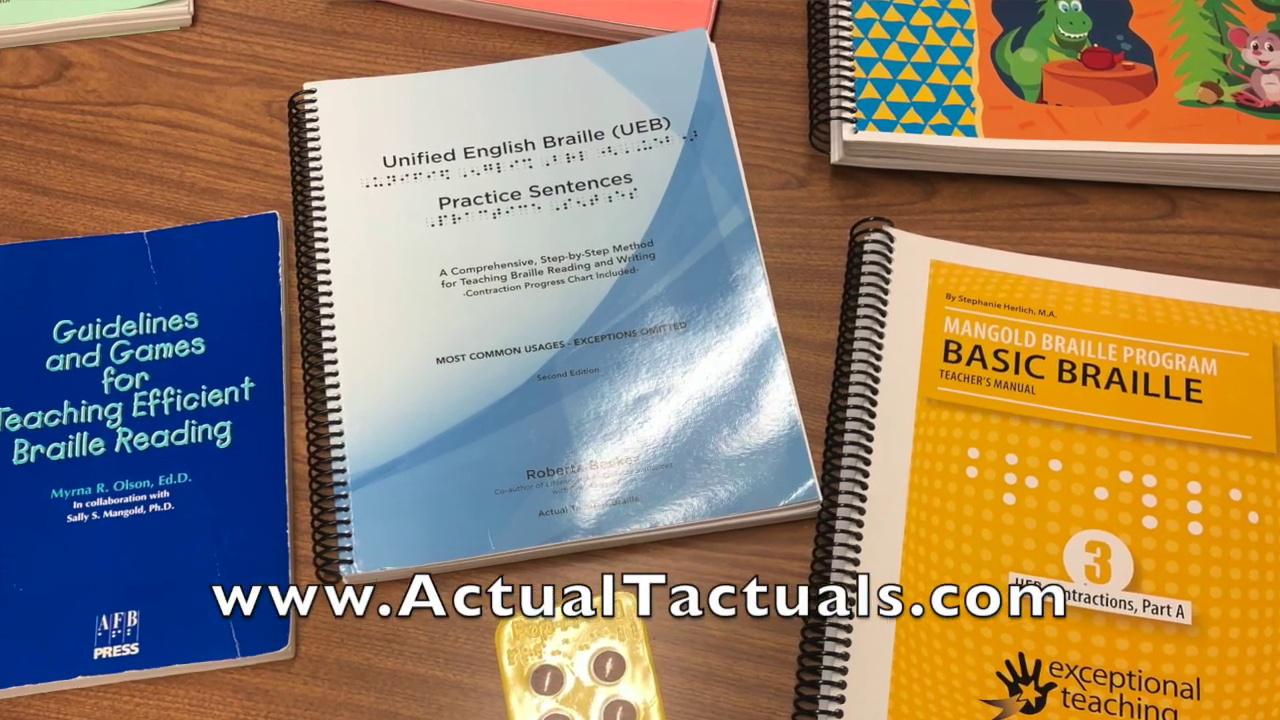 Unified English Braille (UEB)
Practice Sentences
A Comprehensive, Step-by-Step Method
for Teaching Braille Reading and Writing
-Contraction Progress Chart Included-
MOST COMMON USAGES - EXCEPTIONS OMITTED
Second Edition
Roberta Becker
Co-author of
Actual Braille
Guidelines
and Games
for
Teaching Efficient
Braille Reading
Myrna R. Olson, Ed.D.
In collaboration with
Sally S. Mangold, Ph.D.
AFB
PRESS
By Stephanie Herlich, M.A.
MANGOLD BRAILLE PROGRAM
BASIC BRAILLE
TEACHER'S MANUAL
3
UEB Contractions, Part A
exceptional
teaching
www.ActualTactuals.com